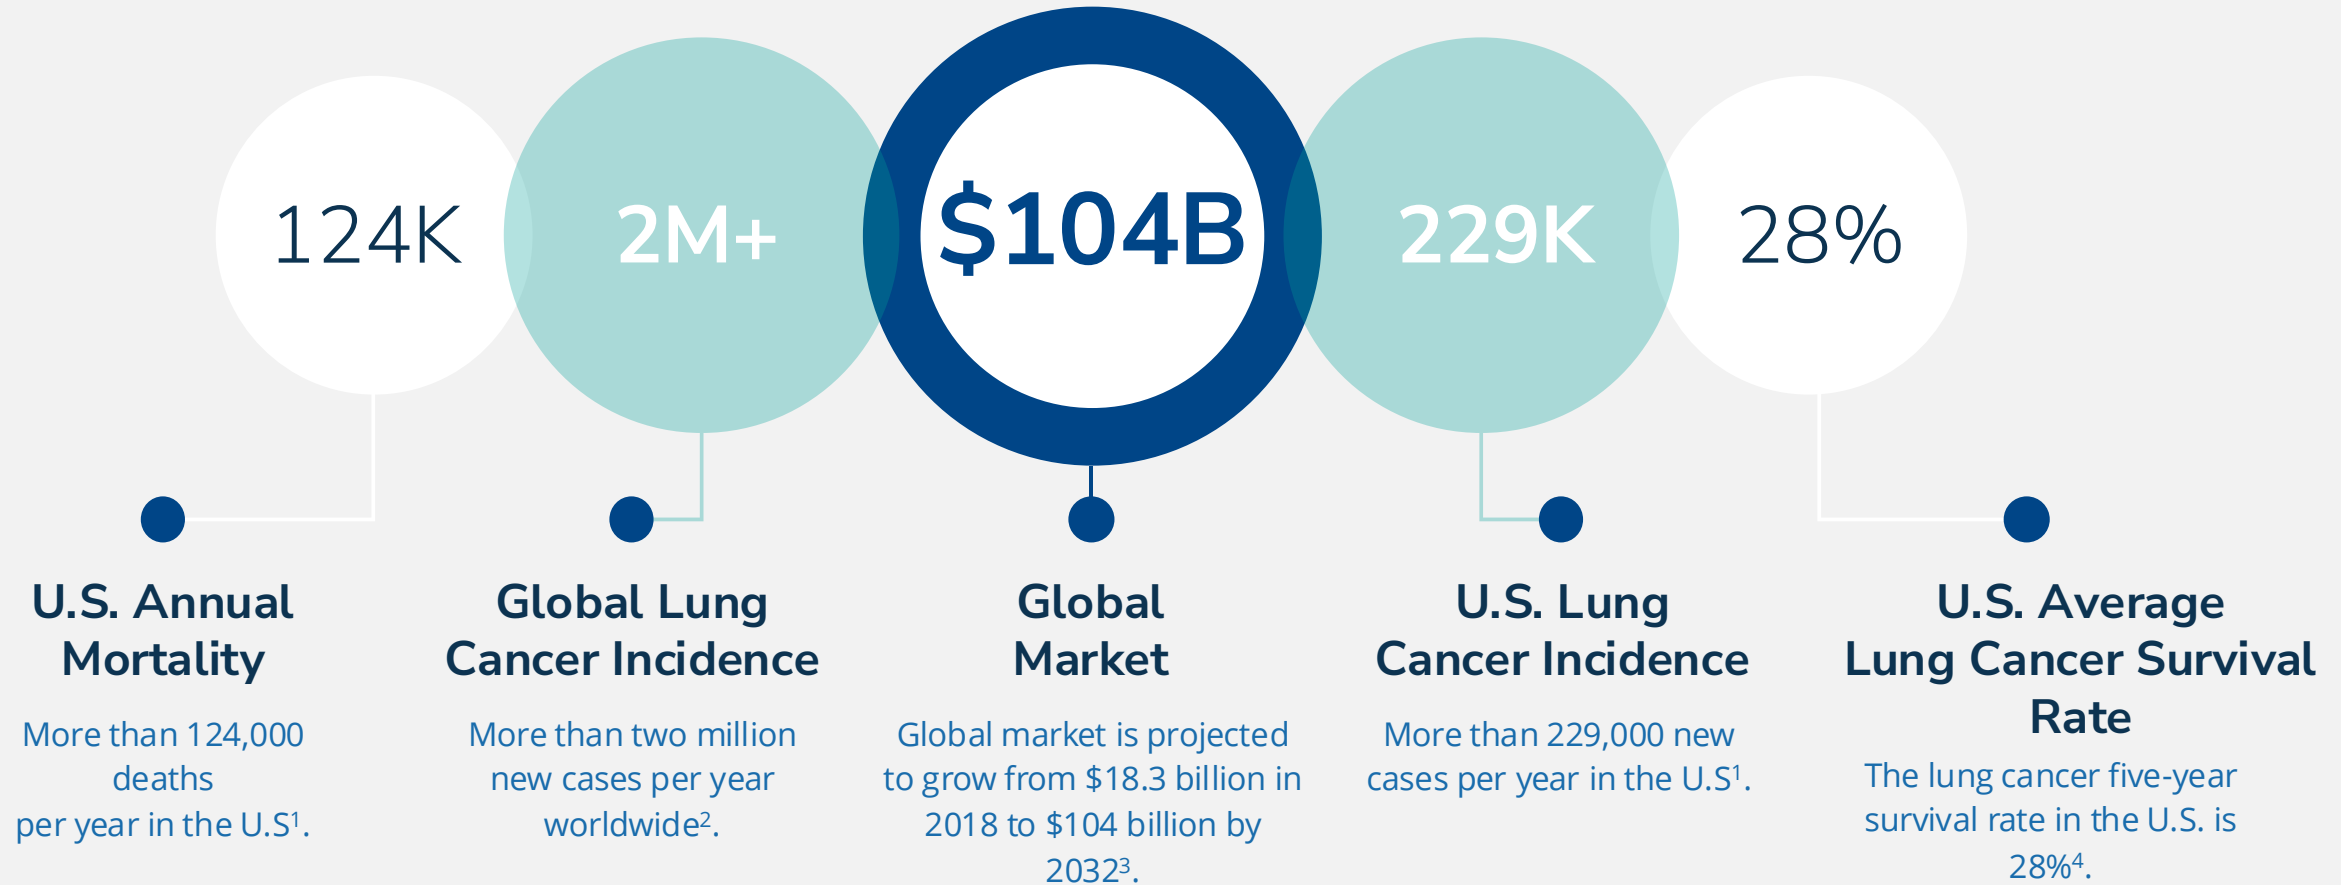 124K
2M+
$104B
229K
28%
U.S. Annual
Mortality
More than 124,000
deaths
per year in the U.S¹.
Global Lung
Cancer Incidence
More than two million
new cases per year
worldwide².
Global
Market
Global market is projected
to grow from $18.3 billion in
2018 to $104 billion by
2032³.
U.S. Lung
Cancer Incidence
More than 229,000 new
cases per year in the U.S¹.
U.S. Average
Lung Cancer Survival
Rate
The lung cancer five-year
survival rate in the U.S. is
28%⁴.